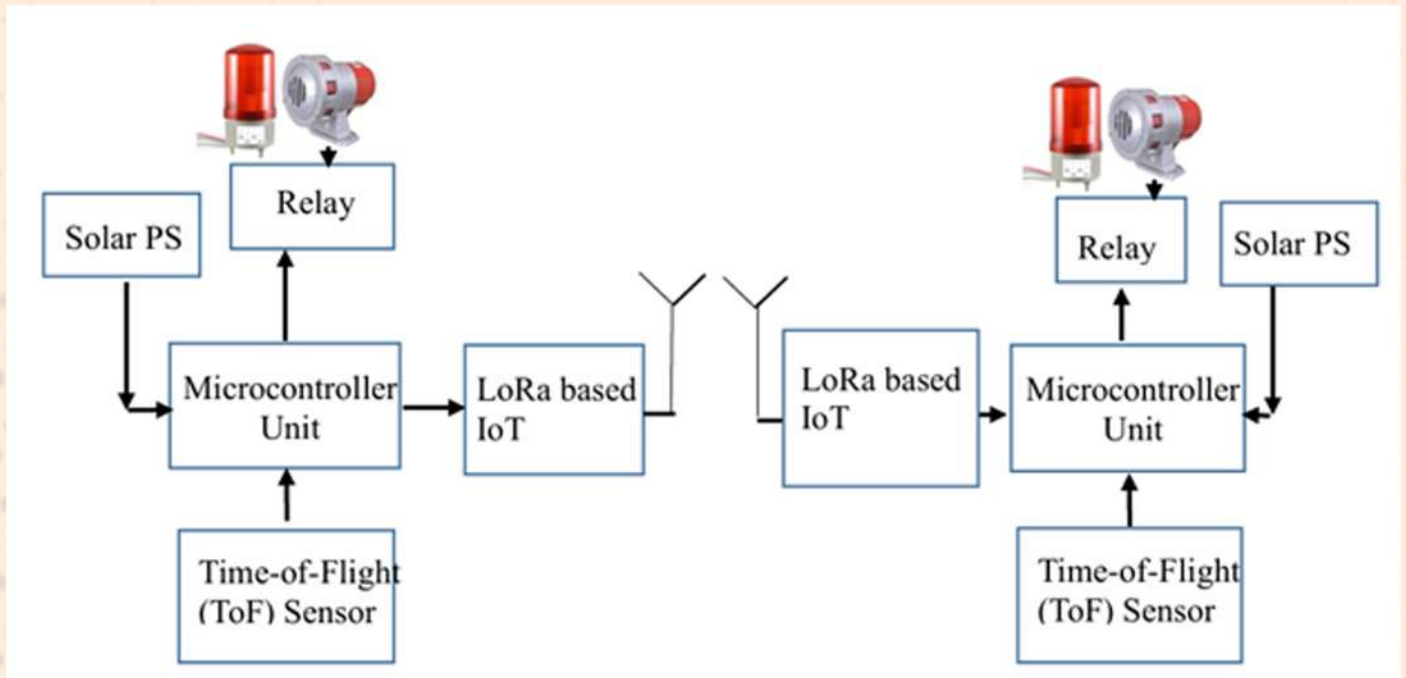 Solar PS
Relay
Microcontroller
Unit
LoRa based
IoT
Time-of-Flight
(ToF) Sensor
LoRa based
IoT
Relay
Solar PS
Microcontroller
Unit
Time-of-Flight
(ToF) Sensor